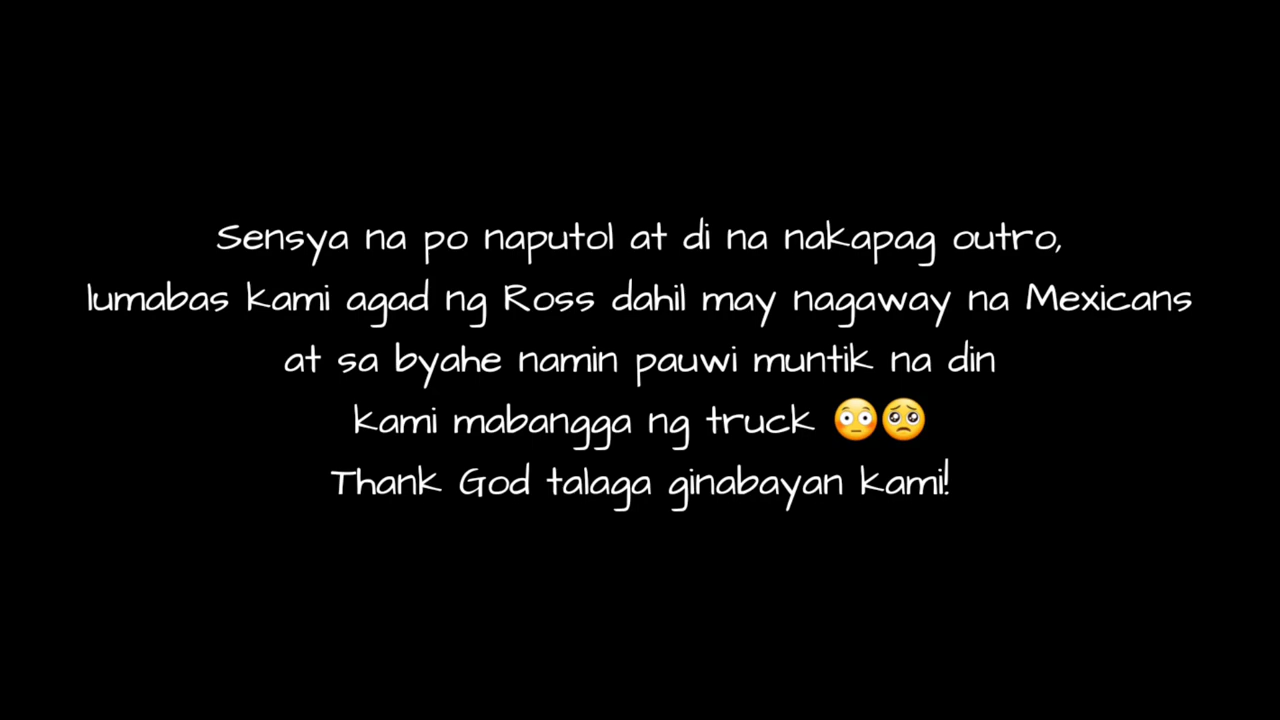 Sensya na po naputol at di na nakapag outro,
lumabas kami agad ng Ross dahil may nagaway na Mexicans
at sa byahe namin pauwi muntik na din
kami mabangga ng truck 😳🥺
Thank God talaga ginabayan kami!